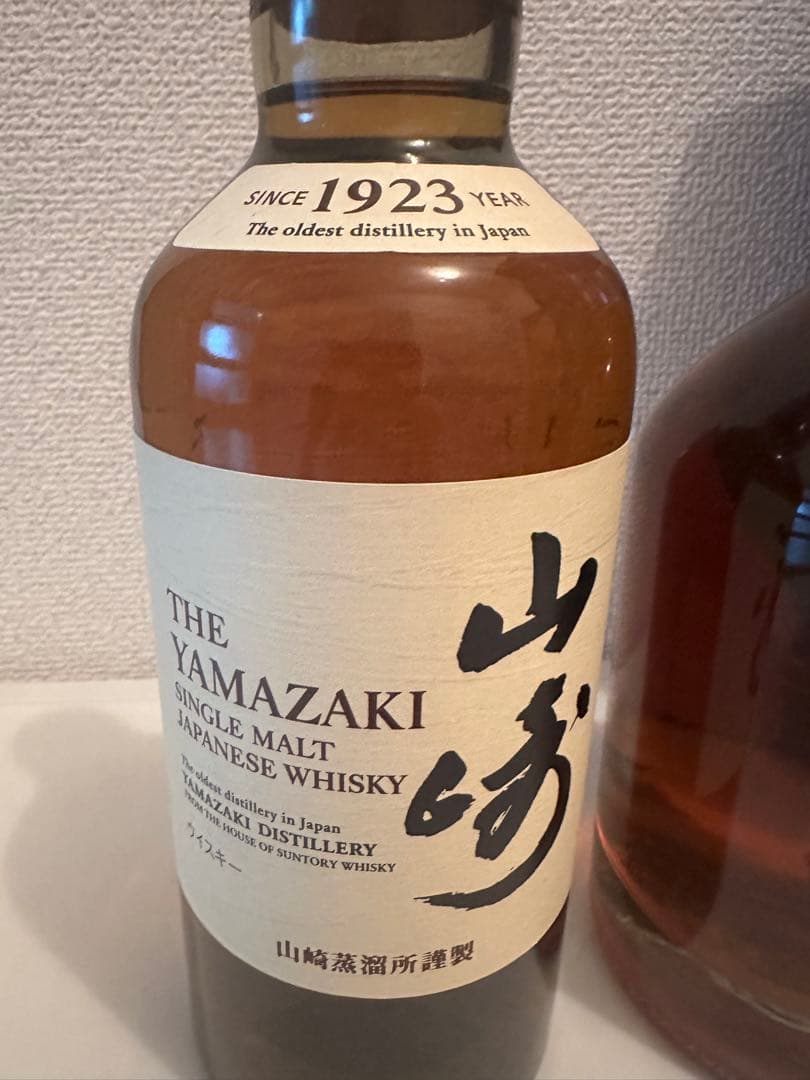 SINCE 1923 YEAR
The oldest distillery in Japan
THE
YAMAZAKI
SINGLE MALT
JAPANESE WHISKY
The oldest distillery in Japan
YAMAZAKI DISTILLERY
FROM THE HOUSE OF SUNTORY WHISKY
ウイスキー
山崎
山崎蒸溜所謹製